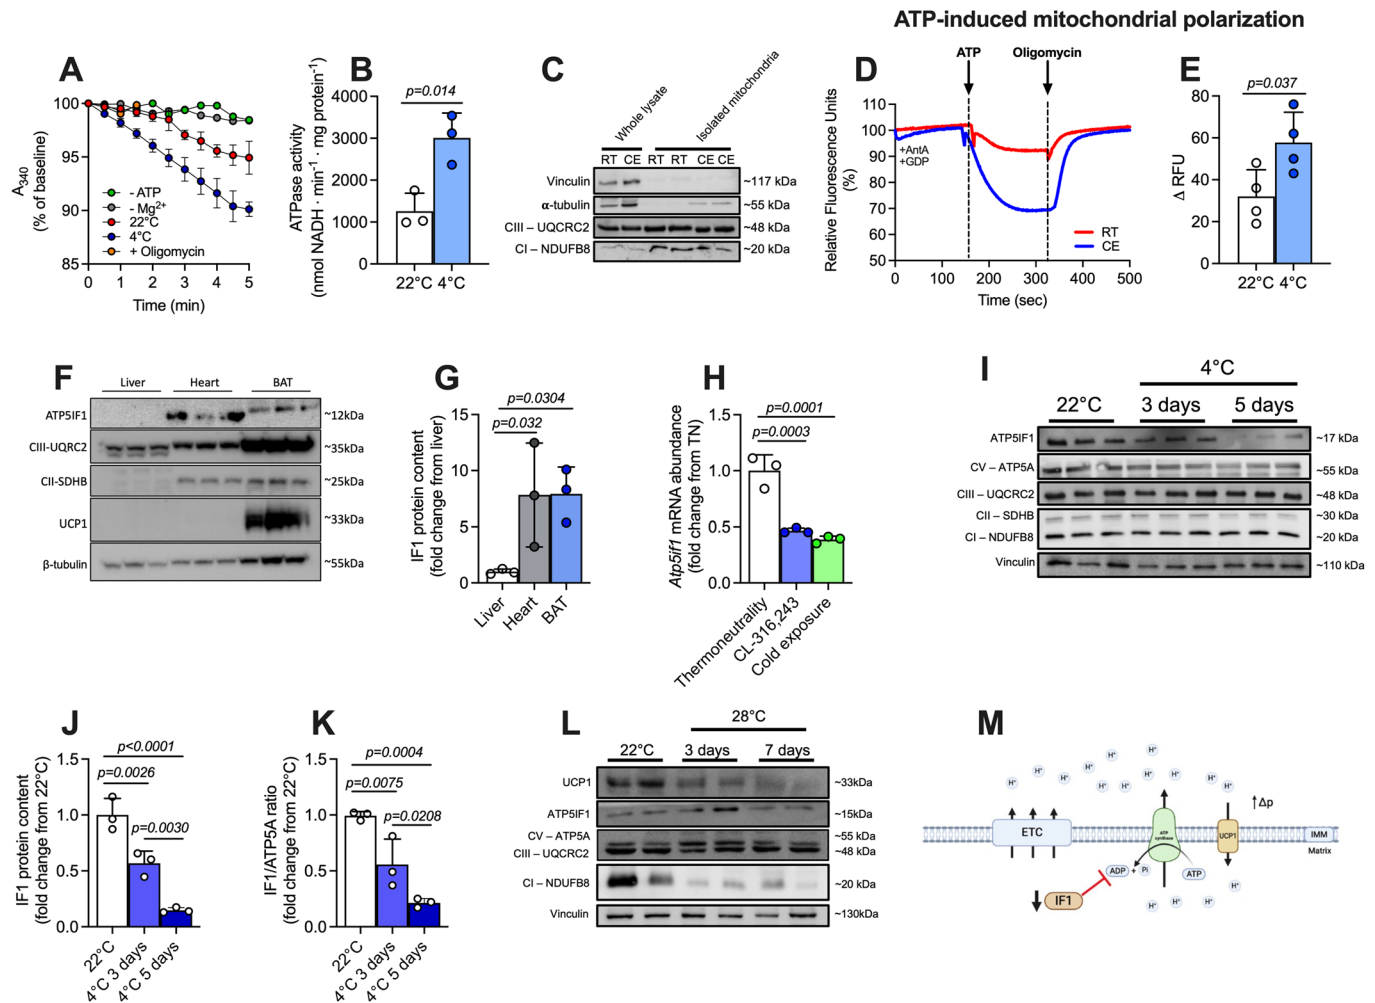 ATP-induced mitochondrial polarization
A
A340
(% of baseline)
100
95
90
85
- ATP
- Mg2+
22°C
4°C
+ Oligomycin
0 1 2 3 4 5
Time (min)
B
ATPase activity
(nmol NADH · min-1 · mg protein-1)
p=0.014
4000
3000
2000
1000
0
22°C 4°C
C
Whole lysate
Isolated mitochondria
RT CE RT RT CE CE
Vinculin ~117 kDa
α-tubulin ~55 kDa
CIII – UQCRC2 ~48 kDa
CI – NDUFB8 ~20 kDa
D
ATP Oligomycin
Relative Fluorescence Units
(%)
110
100
90
80
70
60
50
+AntA
+GDP
RT
CE
0 100 200 300 400 500
Time (sec)
E
p=0.037
Δ RFU
80
60
40
20
0
22°C 4°C
F
Liver Heart BAT
ATP5IF1 ~12kDa
CIII-UQRC2 ~35kDa
CII-SDHB ~25kDa
UCP1 ~33kDa
β-tubulin ~55kDa
G
IF1 protein content
(fold change from liver)
p=0.0304
p=0.032
15
10
5
0
Liver
Heart
BAT
H
Atp5if1 mRNA abundance
(fold change from TN)
p=0.0001
p=0.0003
1.5
1.0
0.5
0.0
Thermoneutrality
CL-316,243
Cold exposure
I
4°C
22°C 3 days 5 days
ATP5IF1 ~17 kDa
CV – ATP5A ~55 kDa
CIII – UQCRC2 ~48 kDa
CII – SDHB ~30 kDa
CI – NDUFB8 ~20 kDa
Vinculin ~110 kDa
J
IF1 protein content
(fold change from 22°C)
p<0.0001
p=0.0026
p=0.0030
1.5
1.0
0.5
0.0
22°C
4°C 3 days
4°C 5 days
K
IF1/ATP5A ratio
(fold change from 22°C)
p=0.0004
p=0.0075
p=0.0208
1.5
1.0
0.5
0.0
22°C
4°C 3 days
4°C 5 days
L
28°C
22°C 3 days 7 days
UCP1 ~33kDa
ATP5IF1 ~15kDa
CV – ATP5A ~55 kDa
CIII – UQCRC2 ~48 kDa
CI – NDUFB8 ~20 kDa
Vinculin ~130kDa
M
H+ H+ H+ H+ H+ H+ H+ H+ H+
↑Δp
ETC
ATP
synthase
UCP1
IMM
Matrix
ADP + Pi ATP
IF1
H+ H+ H+ H+ H+